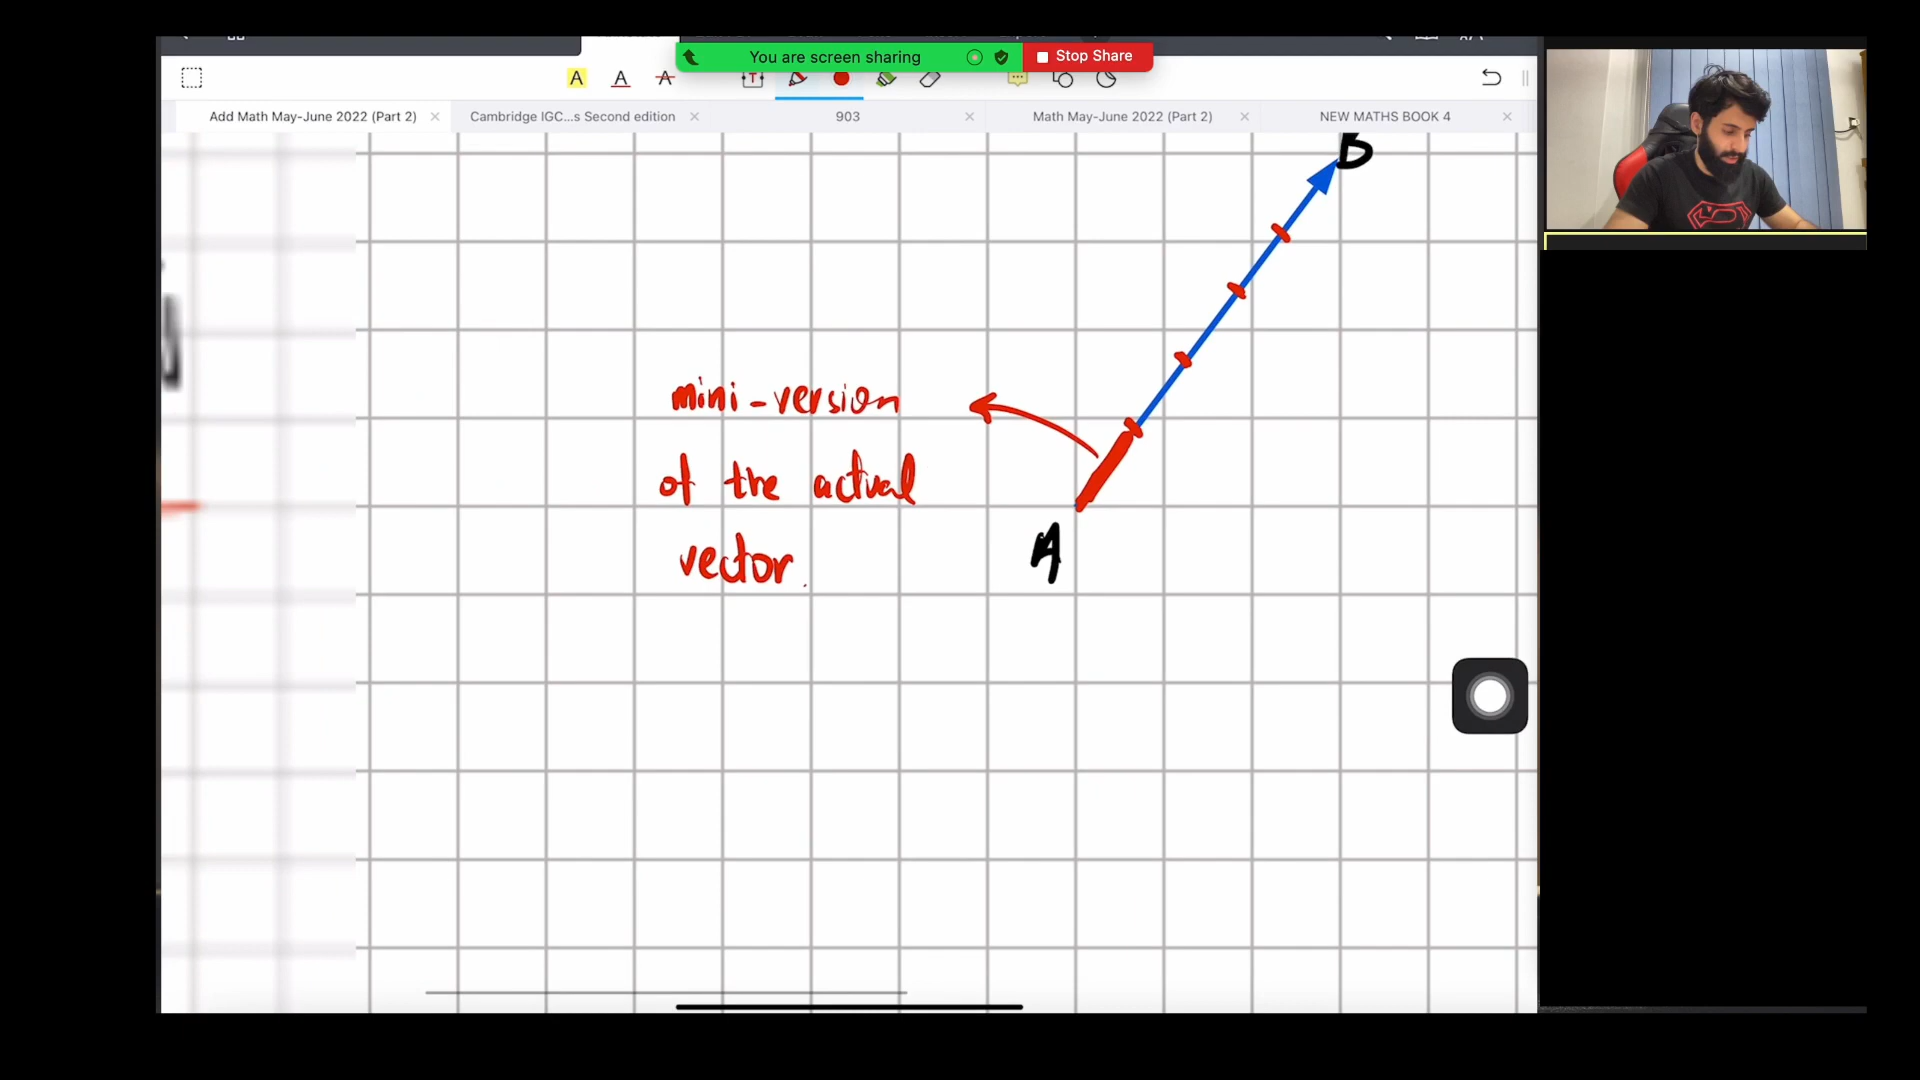 You are screen sharing
Stop Share
A A A T
Add Math May-June 2022 (Part 2)
Cambridge IGC...s Second edition
903
Math May-June 2022 (Part 2)
NEW MATHS BOOK 4
B
mini-version
of the actual
vector.
A